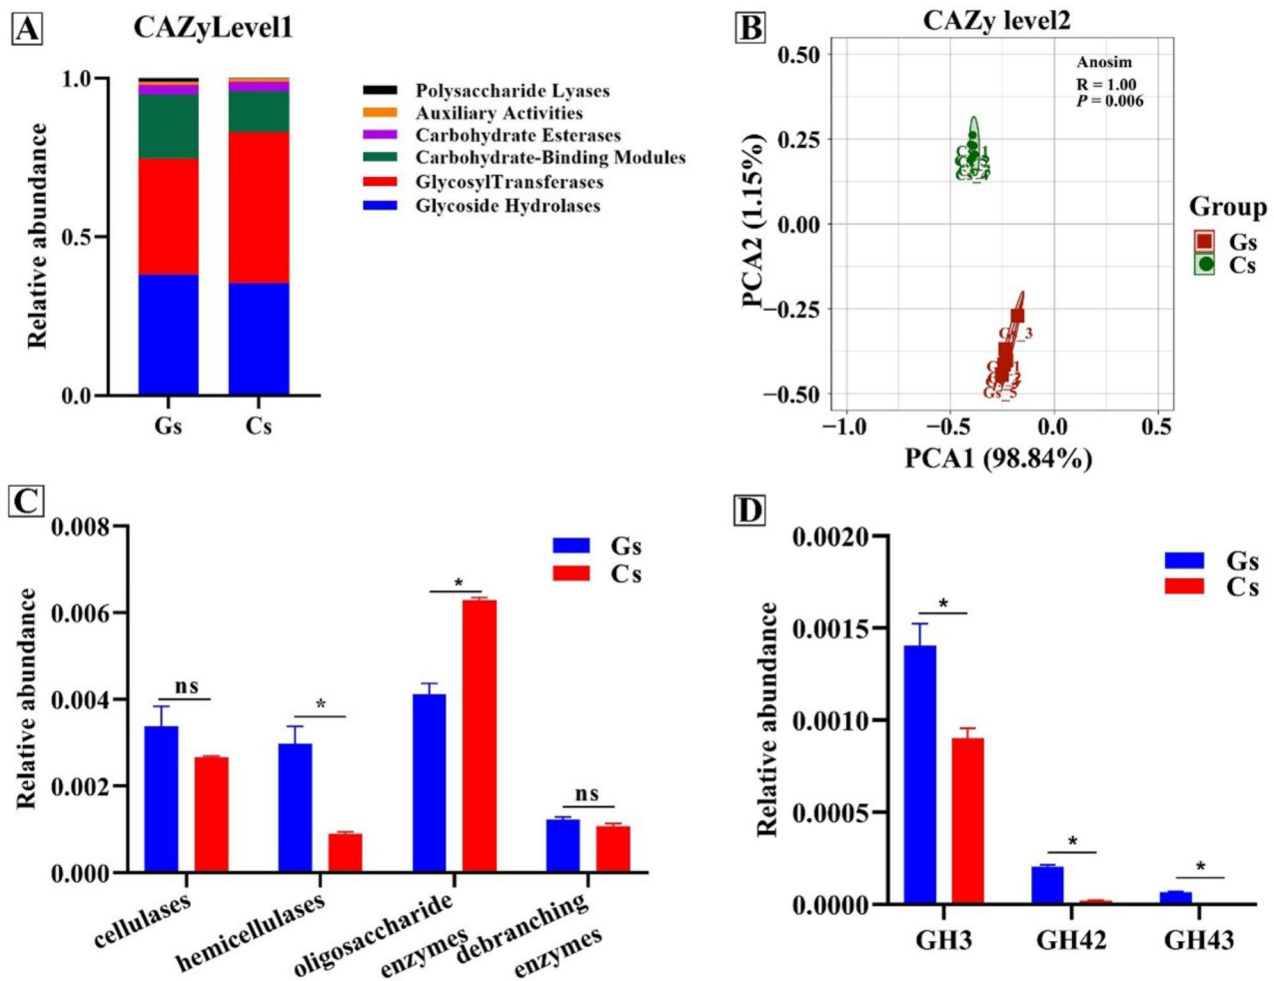 A
CAZyLevel1
Relative abundance
1.0
0.5
0.0
Gs
Cs
Polysaccharide Lyases
Auxiliary Activities
Carbohydrate Esterases
Carbohydrate-Binding Modules
GlycosylTransferases
Glycoside Hydrolases
B
CAZy level2
PCA2 (1.15%)
0.50
0.25
0.00
−0.25
−0.50
Anosim
R = 1.00
P = 0.006
Gs_3
Gs_5
−1.0
−0.5
0.0
0.5
PCA1 (98.84%)
Group
Gs
Cs
C
Relative abundance
0.008
0.006
0.004
0.002
0.000
Gs
Cs
ns
*
*
ns
cellulases
hemicellulases
oligosaccharide
enzymes
debranching
enzymes
D
Relative abundance
0.0020
0.0015
0.0010
0.0005
0.0000
Gs
Cs
*
*
*
GH3
GH42
GH43